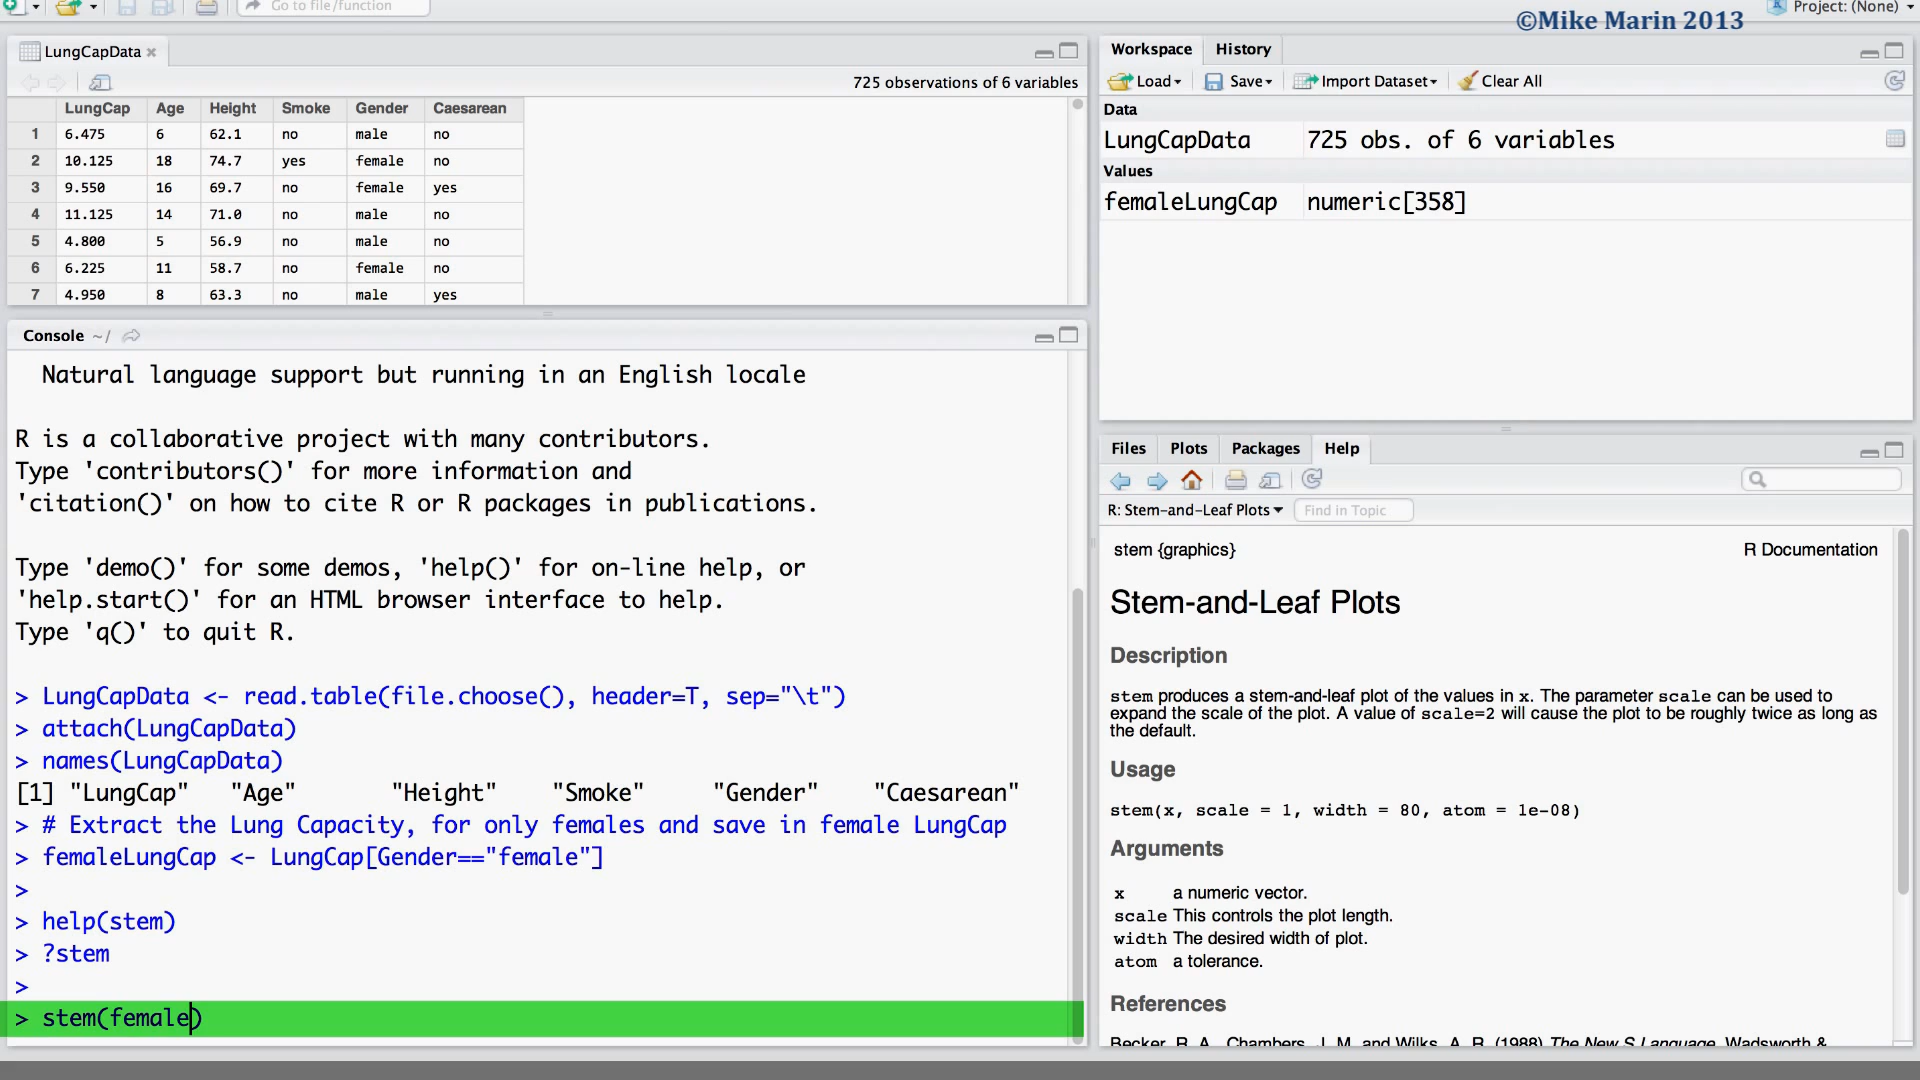 Go to file/function
Project: (None)
©Mike Marin 2013
LungCapData
725 observations of 6 variables
LungCap Age Height Smoke Gender Caesarean
1 6.475 6 62.1 no male no
2 10.125 18 74.7 yes female no
3 9.550 16 69.7 no female yes
4 11.125 14 71.0 no male no
5 4.800 5 56.9 no male no
6 6.225 11 58.7 no female no
7 4.950 8 63.3 no male yes
Console ~/
Natural language support but running in an English locale
R is a collaborative project with many contributors.
Type 'contributors()' for more information and
'citation()' on how to cite R or R packages in publications.
Type 'demo()' for some demos, 'help()' for on-line help, or
'help.start()' for an HTML browser interface to help.
Type 'q()' to quit R.
> LungCapData <- read.table(file.choose(), header=T, sep="\t")
> attach(LungCapData)
> names(LungCapData)
[1] "LungCap" "Age" "Height" "Smoke" "Gender" "Caesarean"
> # Extract the Lung Capacity, for only females and save in female LungCap
> femaleLungCap <- LungCap[Gender=="female"]
>
> help(stem)
> ?stem
>
> stem(female)
Workspace History
Load Save Import Dataset Clear All
Data
LungCapData 725 obs. of 6 variables
Values
femaleLungCap numeric[358]
Files Plots Packages Help
R: Stem-and-Leaf Plots Find in Topic
stem {graphics} R Documentation
Stem-and-Leaf Plots
Description
stem produces a stem-and-leaf plot of the values in x. The parameter scale can be used to
expand the scale of the plot. A value of scale=2 will cause the plot to be roughly twice as long as
the default.
Usage
stem(x, scale = 1, width = 80, atom = 1e-08)
Arguments
x a numeric vector.
scale This controls the plot length.
width The desired width of plot.
atom a tolerance.
References
Becker, R. A., Chambers, J. M. and Wilks, A. R. (1988) The New S Language. Wadsworth &